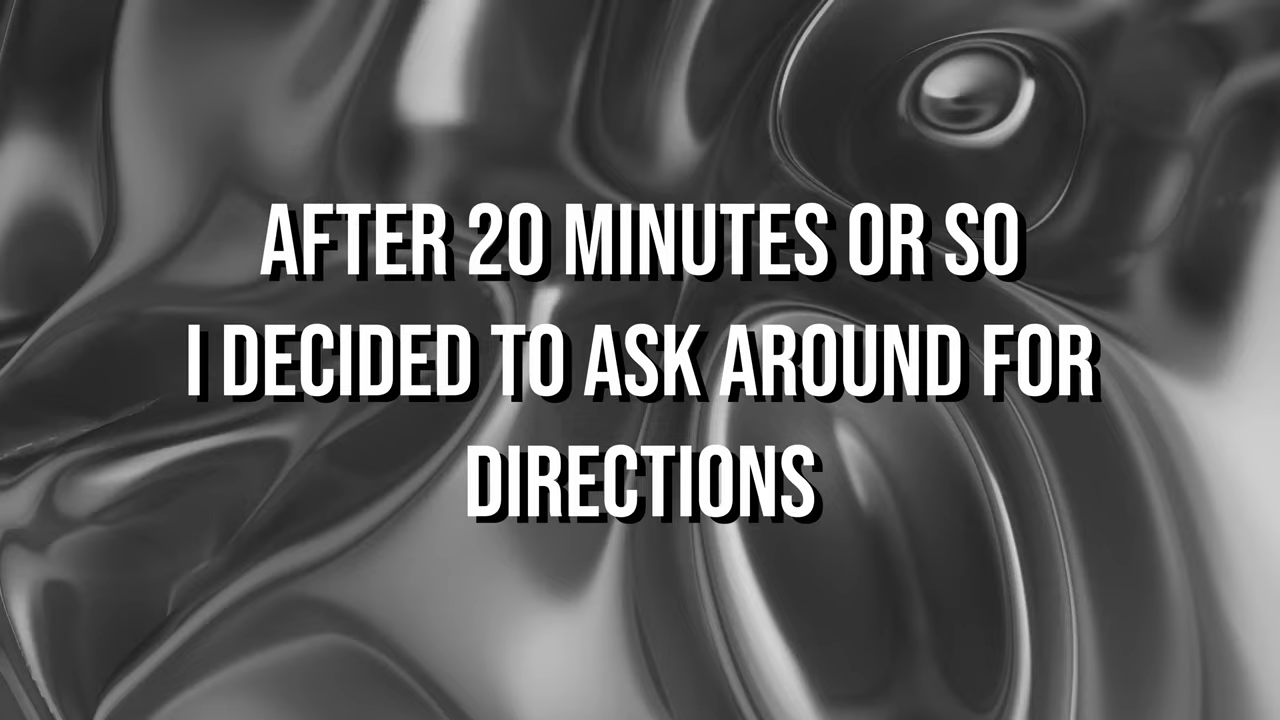 AFTER 20 MINUTES OR SO
I DECIDED TO ASK AROUND FOR
DIRECTIONS